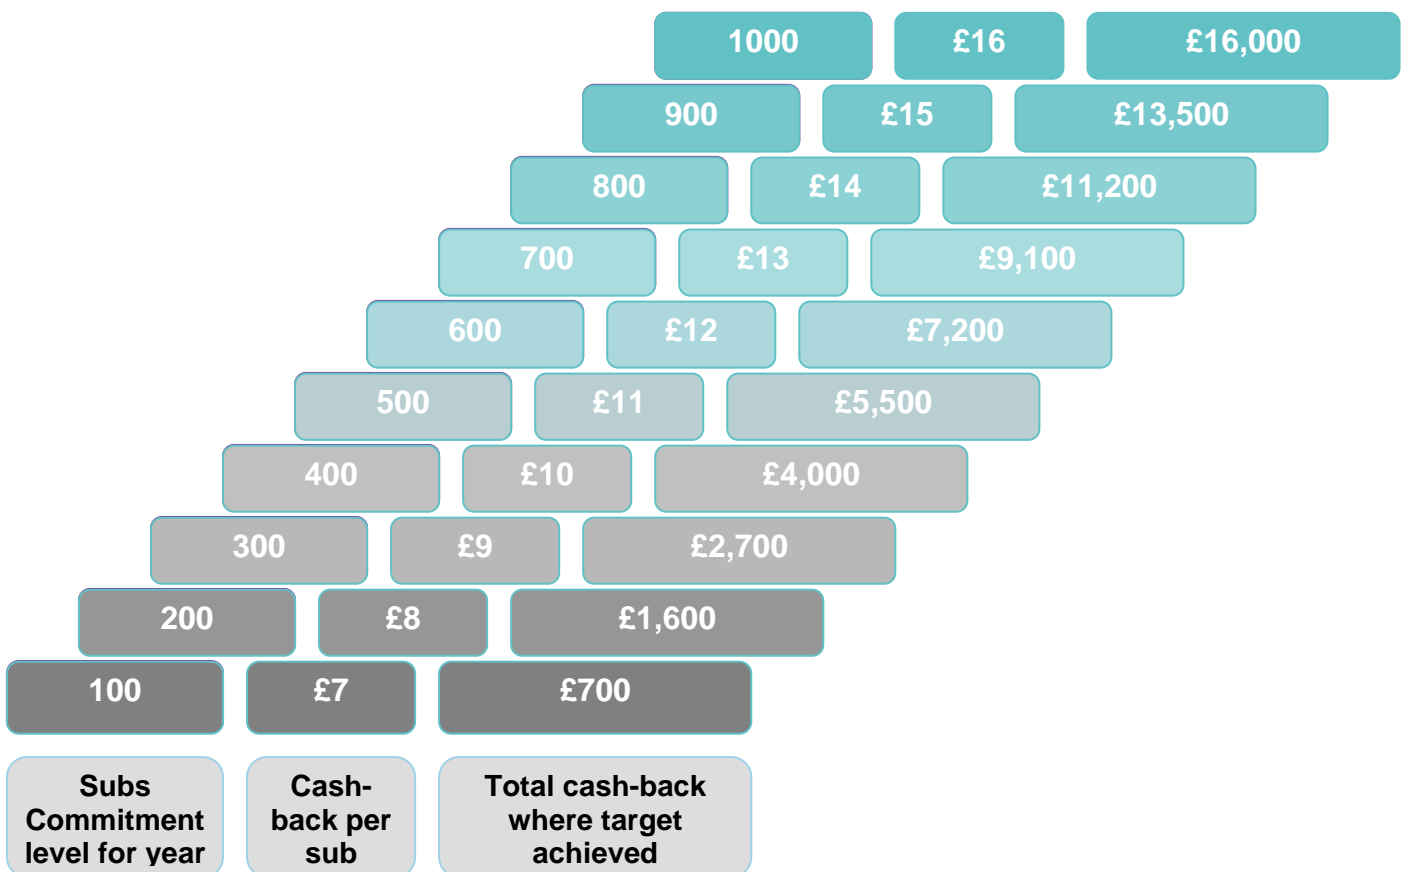 1000 £16 £16,000
900 £15 £13,500
800 £14 £11,200
700 £13 £9,100
600 £12 £7,200
500 £11 £5,500
400 £10 £4,000
300 £9 £2,700
200 £8 £1,600
100 £7 £700
Subs
Commitment
level for year
Cash-
back per
sub
Total cash-back
where target
achieved